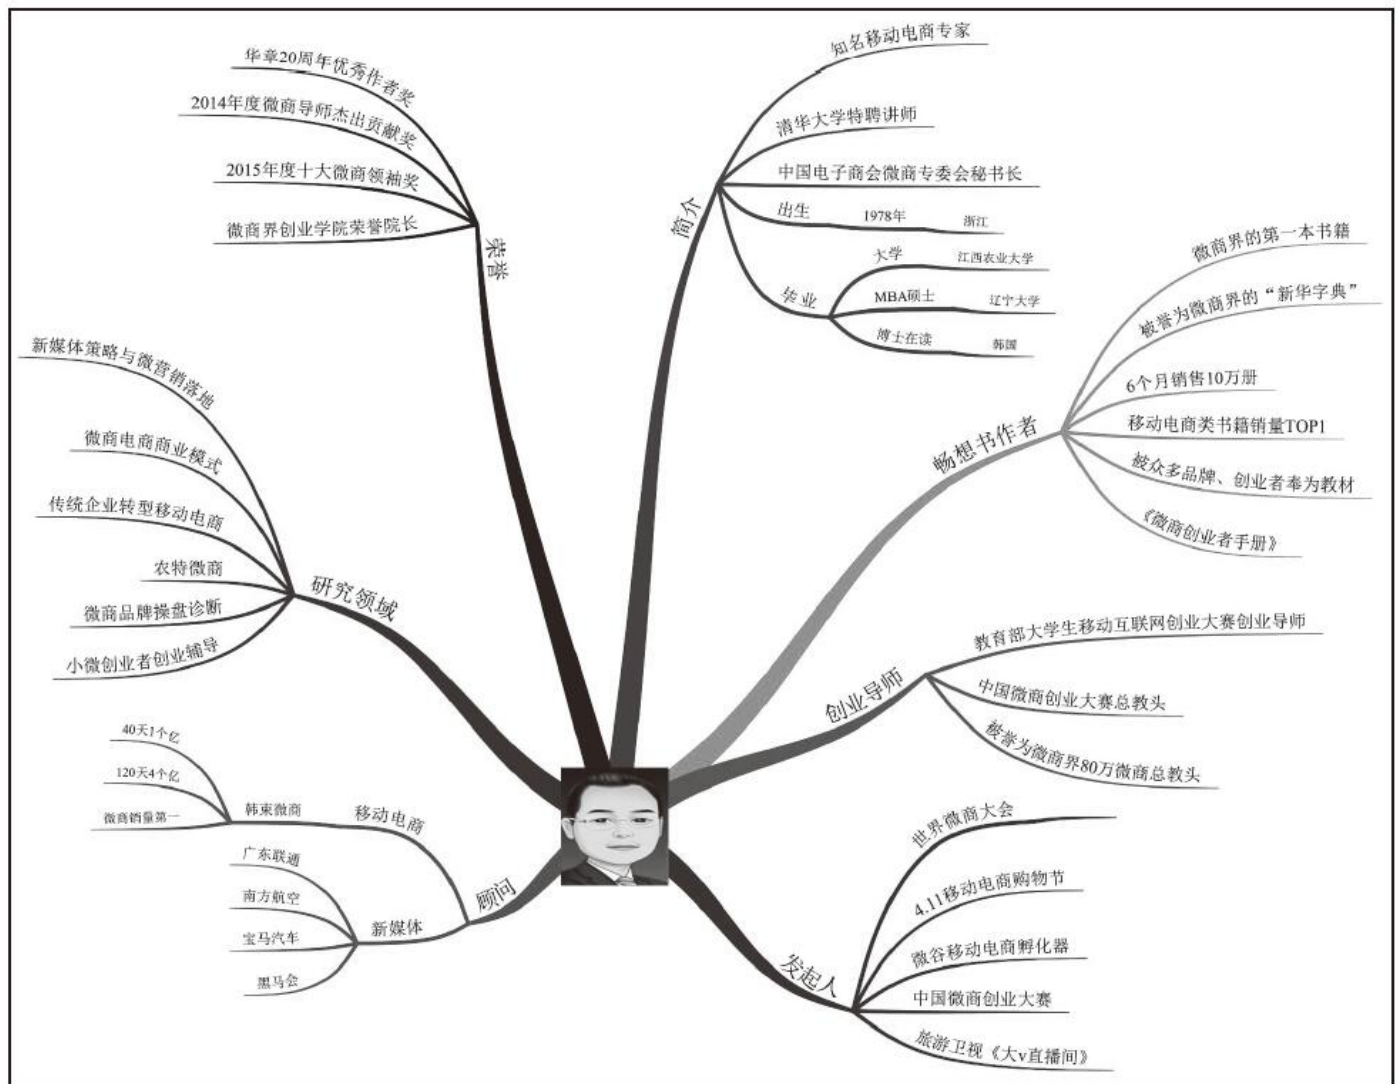 简介
知名移动电商专家
清华大学特聘讲师
中国电子商会微商专委会秘书长
出生
1978年
浙江
毕业
大学
江西农业大学
MBA硕士
辽宁大学
博士在读
韩国
畅想书作者
微商界的第一本书籍
被誉为微商界的“新华字典”
6个月销售10万册
移动电商类书籍销量TOP1
被众多品牌、创业者奉为教材
《微商创业者手册》
创业导师
教育部大学生移动互联网创业大赛创业导师
中国微商创业大赛总教头
被誉为微商界80万微商总教头
发起人
世界微商大会
4.11移动电商购物节
微谷移动电商孵化器
中国微商创业大赛
旅游卫视《大v直播间》
顾问
移动电商
韩束微商
40天1个亿
120天4个亿
微商销量第一
新媒体
广东联通
南方航空
宝马汽车
黑马会
研究领域
新媒体策略与微营销落地
微商电商商业模式
传统企业转型移动电商
农特微商
微商品牌操盘诊断
小微创业者创业辅导
荣誉
华章20周年优秀作者奖
2014年度微商导师杰出贡献奖
2015年度十大微商领袖奖
微商界创业学院荣誉院长